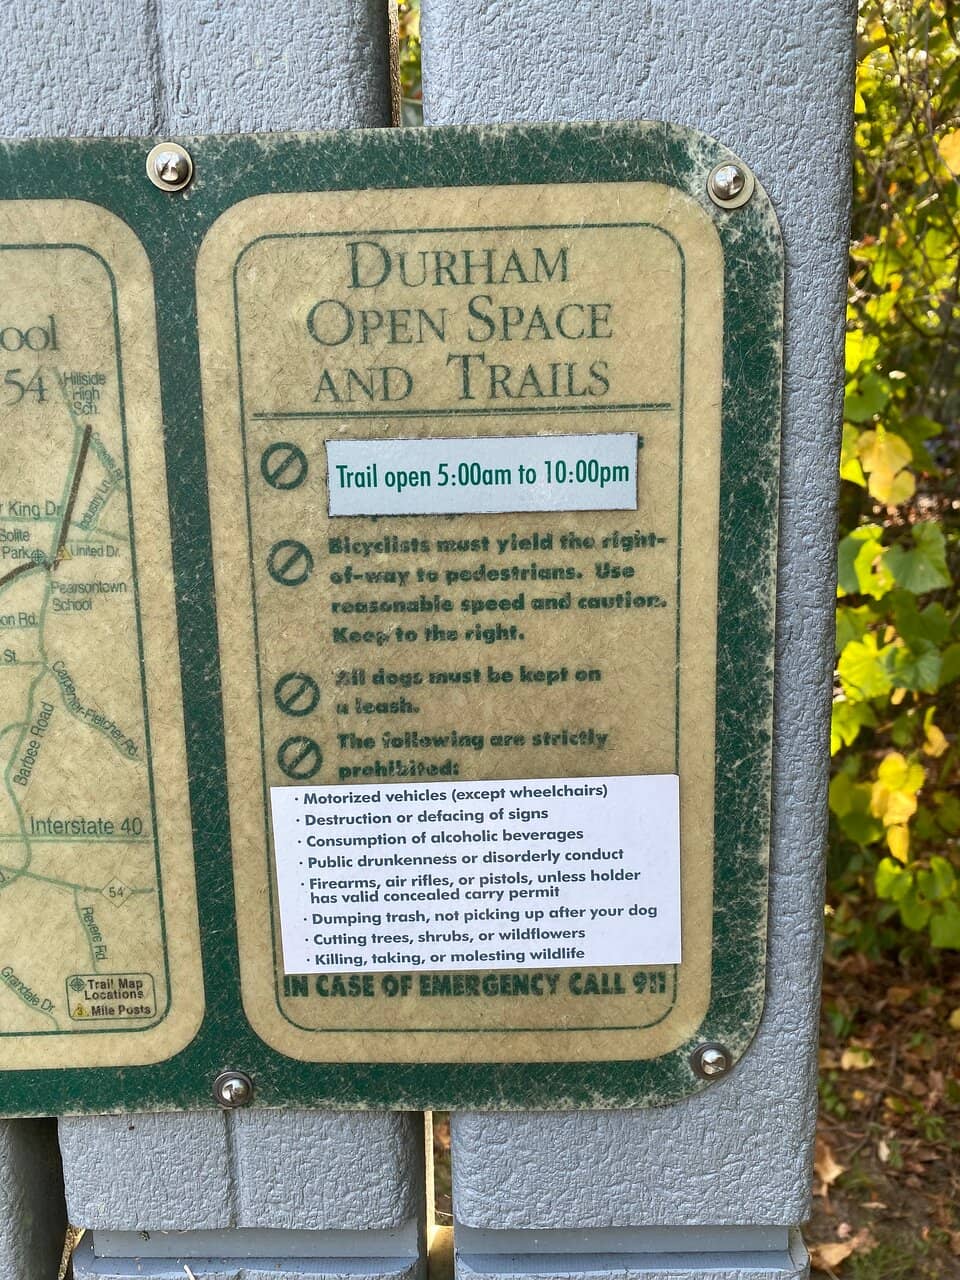 ool
54
Hillside
High
Sch.
King Dr.
Solite
Park
United Dr.
Pearsontown
School
on Rd.
St
Carpenter-Fletcher Rd.
Barbee Road
Interstate 40
54
Revere Rd.
Grandale Dr.
Trail Map
Locations
3 Mile Posts
DURHAM
OPEN SPACE
AND TRAILS
Trail open 5:00am to 10:00pm
Bicyclists must yield the right-
of-way to pedestrians. Use
reasonable speed and caution.
Keep to the right.
All dogs must be kept on
a leash.
The following are strictly
prohibited:
· Motorized vehicles (except wheelchairs)
· Destruction or defacing of signs
· Consumption of alcoholic beverages
· Public drunkenness or disorderly conduct
· Firearms, air rifles, or pistols, unless holder
has valid concealed carry permit
· Dumping trash, not picking up after your dog
· Cutting trees, shrubs, or wildflowers
· Killing, taking, or molesting wildlife
IN CASE OF EMERGENCY CALL 911